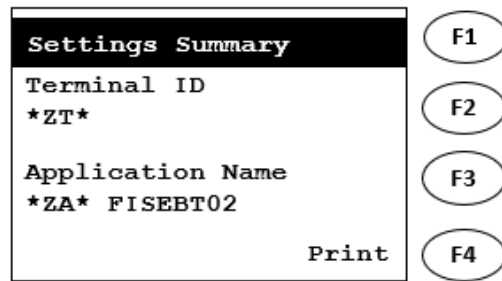 Settings Summary
F1
Terminal ID
*ZT*
F2
Application Name
*ZA* FISEBT02
F3
Print
F4